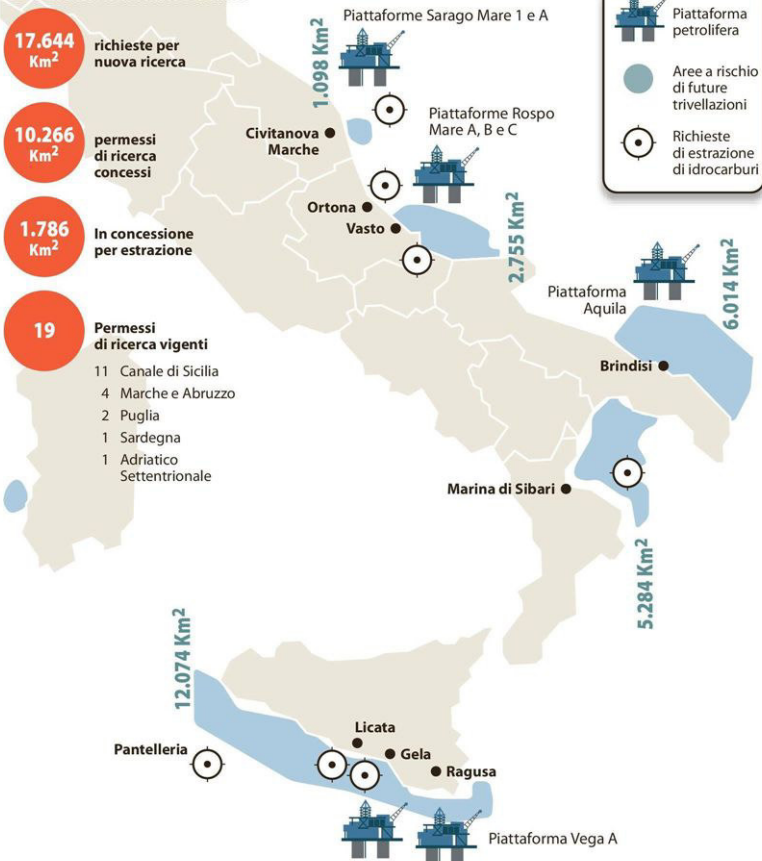 17.644
Km²
richieste per
nuova ricerca
10.266
Km²
permessi
di ricerca
concessi
1.786
Km²
In concessione
per estrazione
19
Permessi
di ricerca vigenti
11 Canale di Sicilia
4 Marche e Abruzzo
2 Puglia
1 Sardegna
1 Adriatico
Settentrionale
Piattaforme Sarago Mare 1 e A
1.098 Km²
Civitanova
Marche
Piattaforme Rospo
Mare A, B e C
Ortona
Vasto
2.755 Km²
Piattaforma
petrolifera
Aree a rischio
di future
trivellazioni
Richieste
di estrazione
di idrocarburi
Piattaforma
Aquila
6.014 Km²
Brindisi
Marina di Sibari
5.284 Km²
12.074 Km²
Pantelleria
Licata
Gela
Ragusa
Piattaforma Vega A